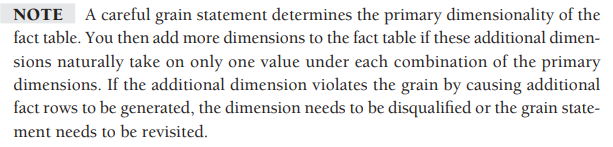 NOTE A careful grain statement determines the primary dimensionality of the
fact table. You then add more dimensions to the fact table if these additional dimen-
sions naturally take on only one value under each combination of the primary
dimensions. If the additional dimension violates the grain by causing additional
fact rows to be generated, the dimension needs to be disqualified or the grain state-
ment needs to be revisited.